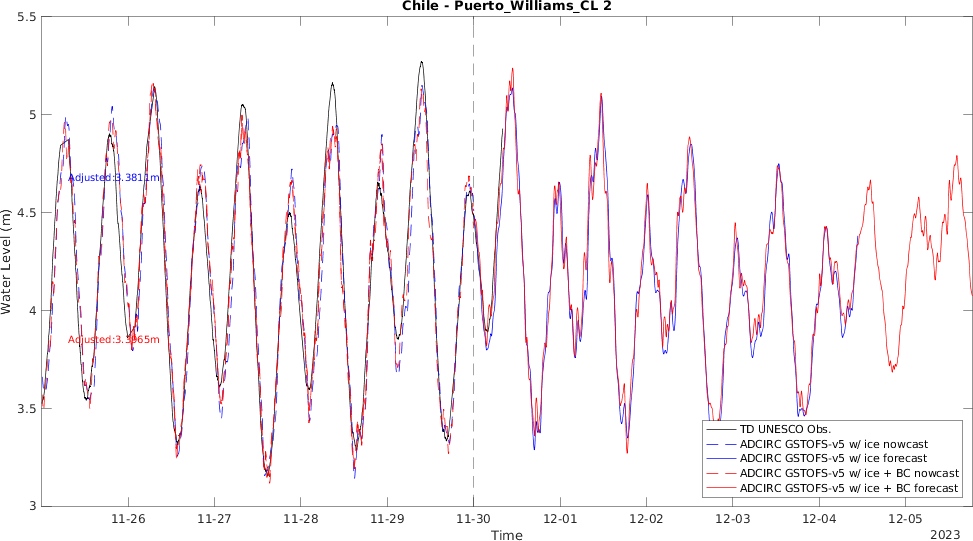 Chile - Puerto_Williams_CL 2
5.5
5
4.5
4
3.5
3
Water Level (m)
Adjusted:3.3811m
TD UNESCO Obs.
ADCIRC GSTOFS-v5 w/ ice nowcast
ADCIRC GSTOFS-v5 w/ ice forecast
ADCIRC GSTOFS-v5 w/ ice + BC nowcast
ADCIRC GSTOFS-v5 w/ ice + BC forecast
11-26 11-27 11-28 11-29 11-30 12-01 12-02 12-03 12-04 12-05
Time
2023